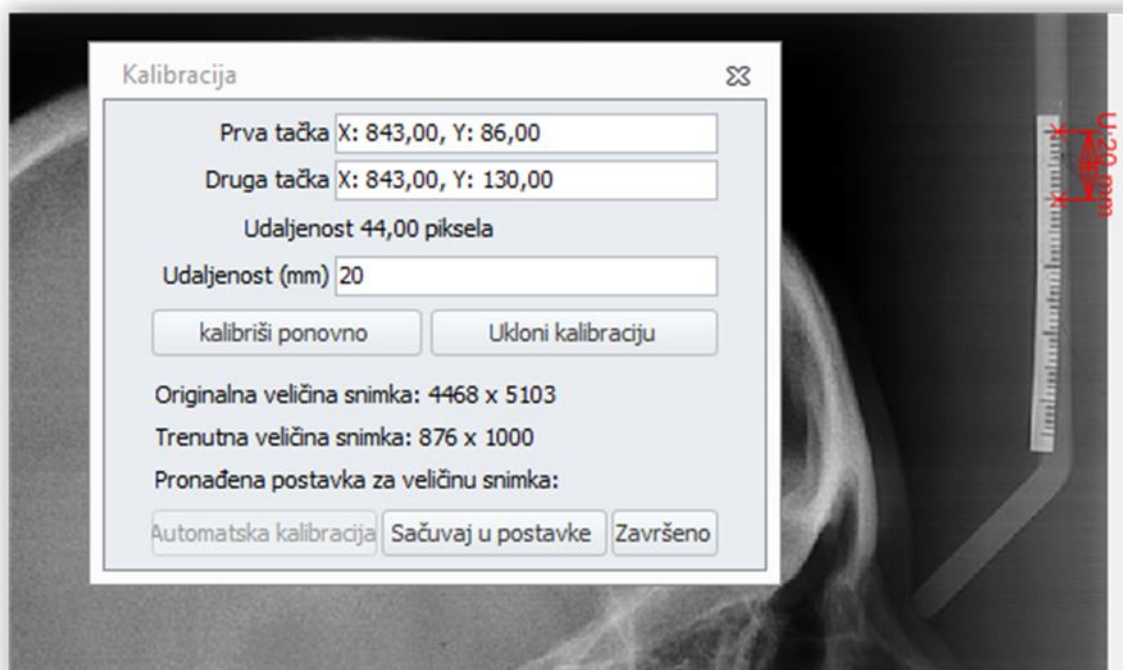 Kalibracija
Prva tačka X: 843,00, Y: 86,00
Druga tačka X: 843,00, Y: 130,00
Udaljenost 44,00 piksela
Udaljenost (mm) 20
kalibriši ponovno Ukloni kalibraciju
Originalna veličina snimka: 4468 x 5103
Trenutna veličina snimka: 876 x 1000
Pronađena postavka za veličinu snimka:
Automatska kalibracija Sačuvaj u postavke Završeno
U:20 mm